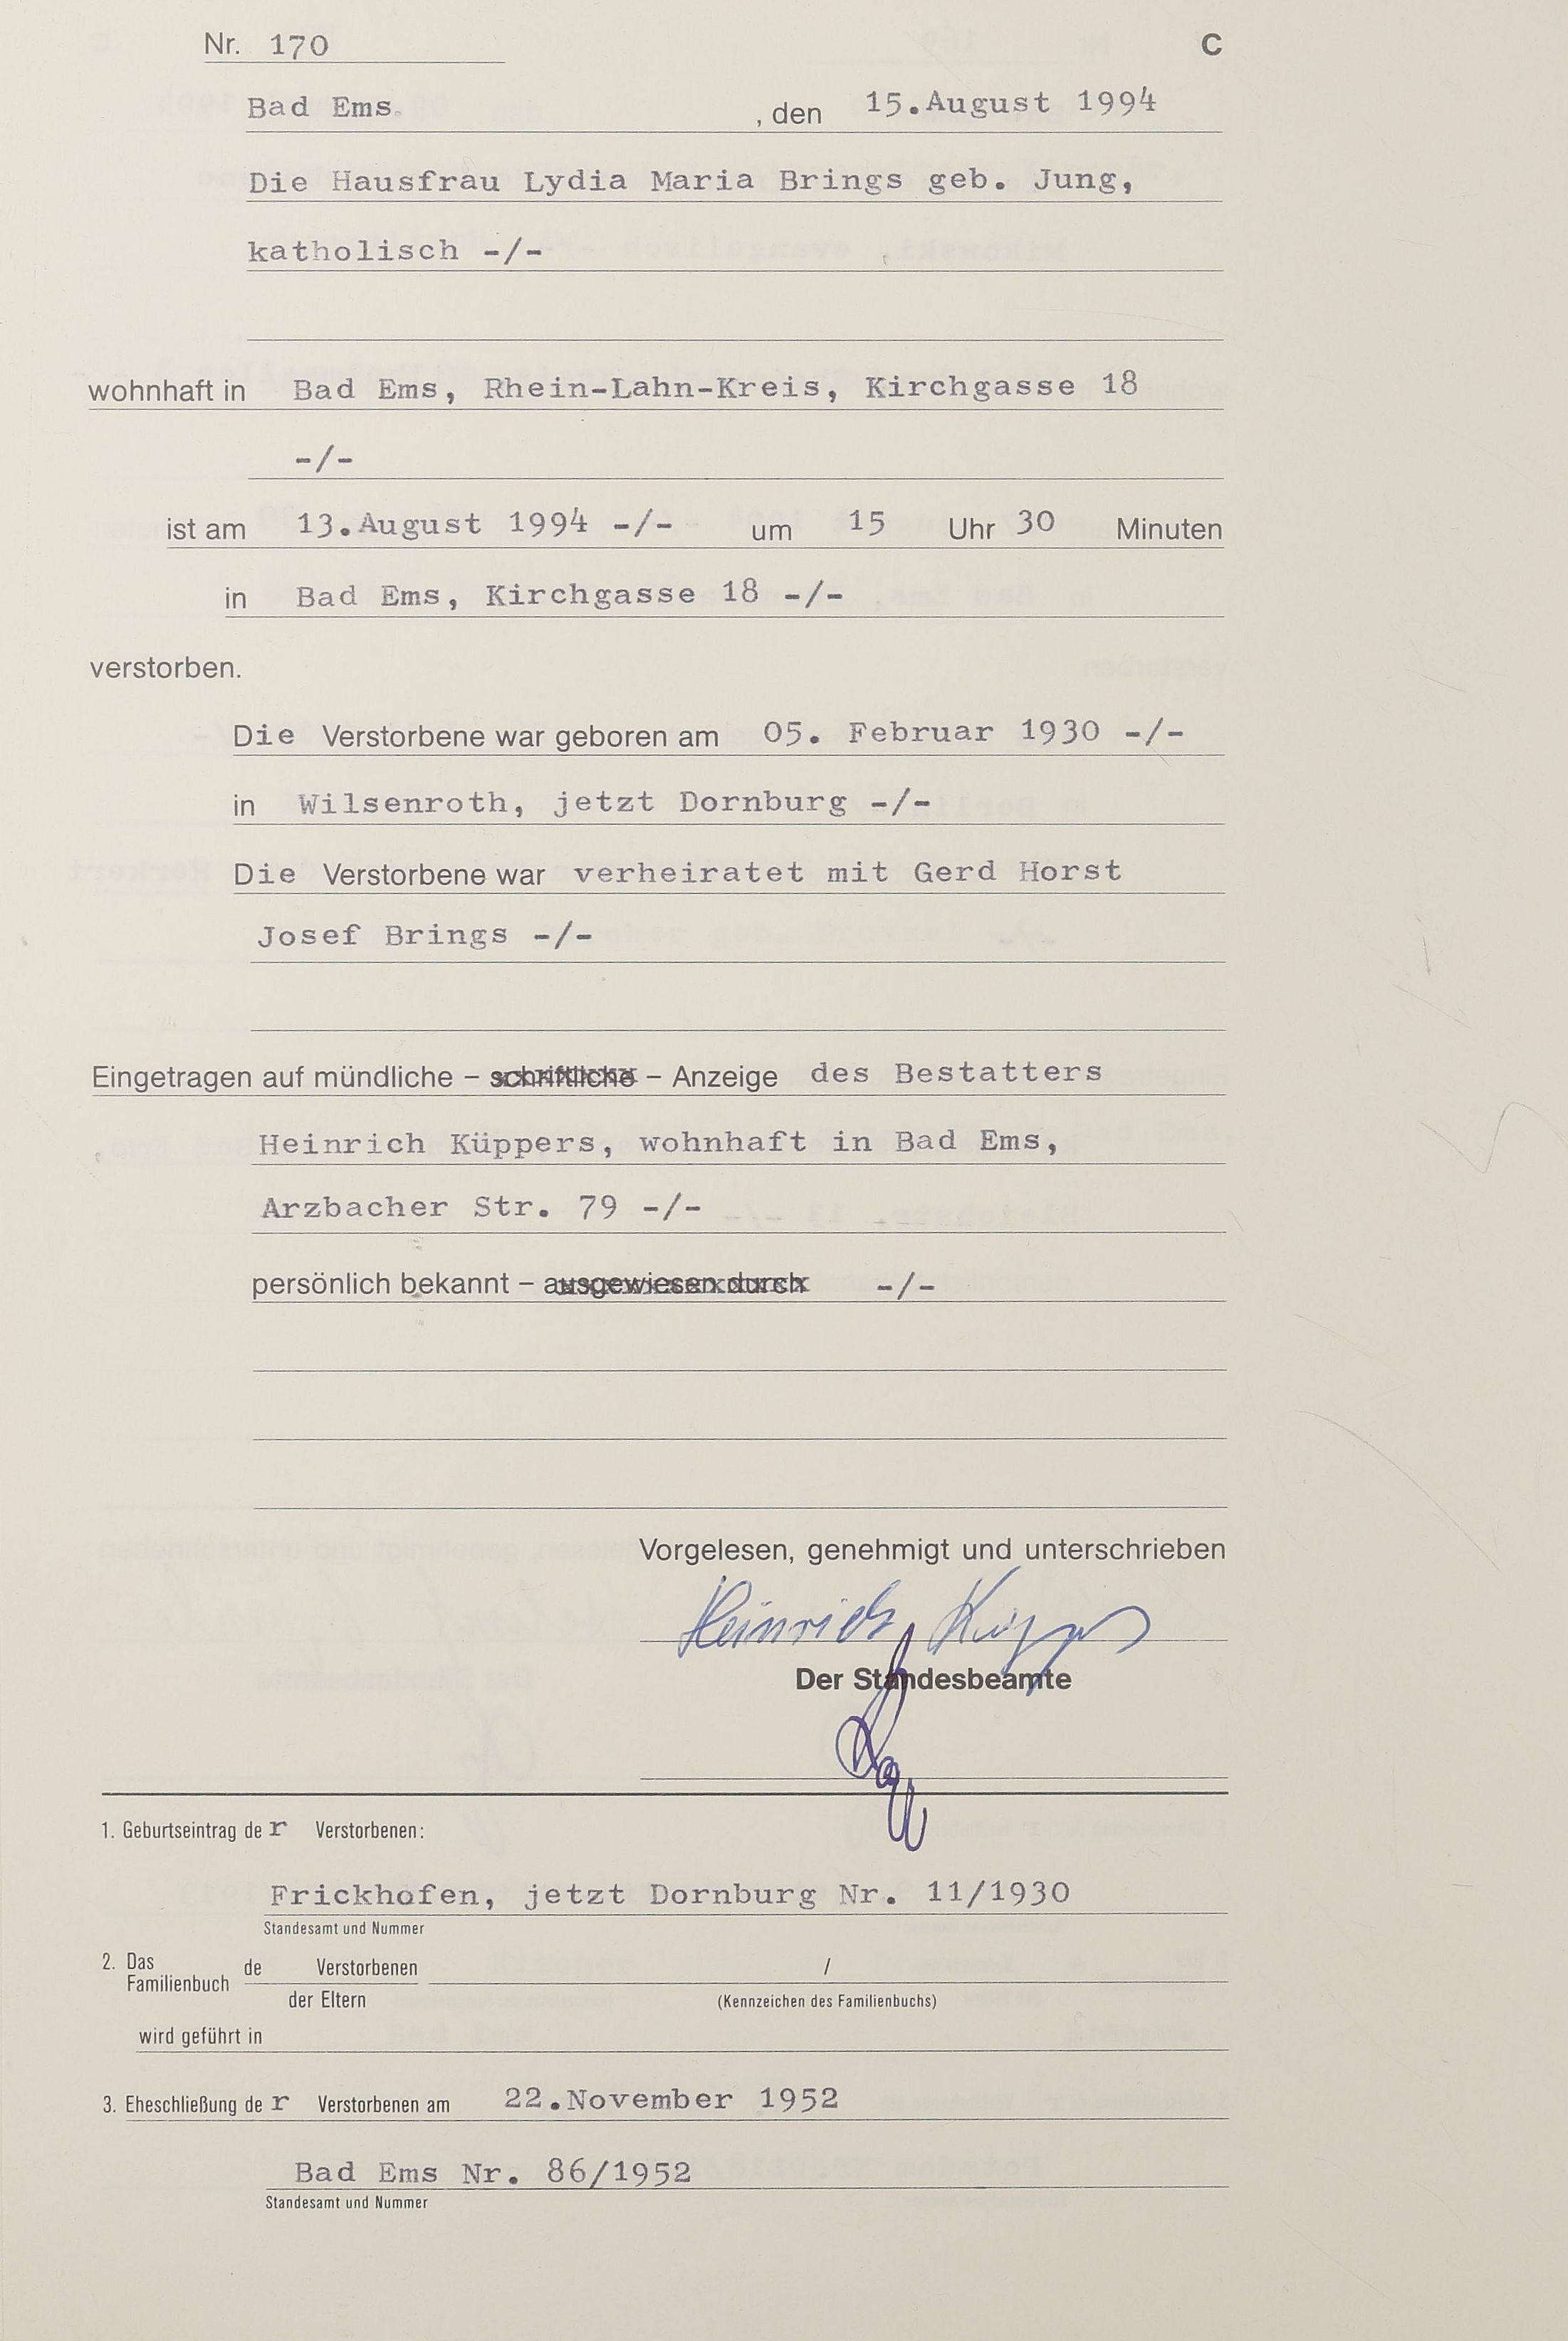 Nr. 170 C
Bad Ems. , den 15.August 1994
Die Hausfrau Lydia Maria Brings geb. Jung,
katholisch -/-
wohnhaft in Bad Ems, Rhein-Lahn-Kreis, Kirchgasse 18
-/-
ist am 13.August 1994 -/- um 15 Uhr 30 Minuten
in Bad Ems, Kirchgasse 18 -/-
verstorben.
Die Verstorbene war geboren am 05. Februar 1930 -/-
in Wilsenroth, jetzt Dornburg -/-
Die Verstorbene war verheiratet mit Gerd Horst
Josef Brings -/-
Eingetragen auf mündliche – schriftliche – Anzeige des Bestatters
Heinrich Küppers, wohnhaft in Bad Ems,
Arzbacher Str. 79 -/-
persönlich bekannt – ausgewiesen durch -/-
Vorgelesen, genehmigt und unterschrieben
Heinrich Küppers
Der Standesbeamte
1. Geburtseintrag de r Verstorbenen:
Frickhofen, jetzt Dornburg Nr. 11/1930
Standesamt und Nummer
2. Das Familienbuch de Verstorbenen /
der Eltern (Kennzeichen des Familienbuchs)
wird geführt in
3. Eheschließung de r Verstorbenen am 22.November 1952
Bad Ems Nr. 86/1952
Standesamt und Nummer